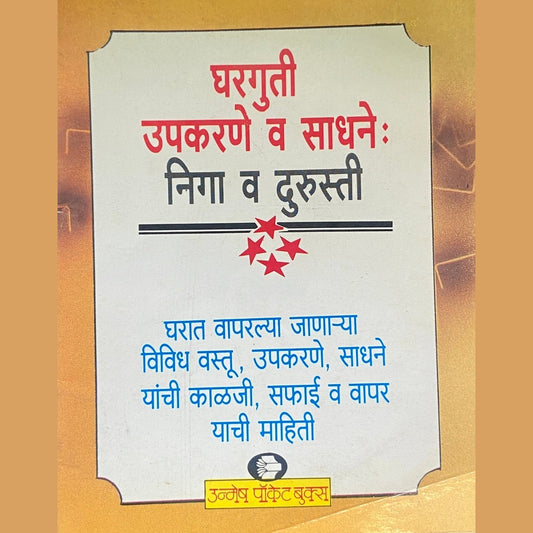 घरगुती
उपकरणे व साधने:
निगा व दुरुस्ती
घरात वापरल्या जाणाऱ्या
विविध वस्तू, उपकरणे, साधने
यांची काळजी, सफाई व वापर
याची माहिती
उन्मेष पॉकेट बुक्स